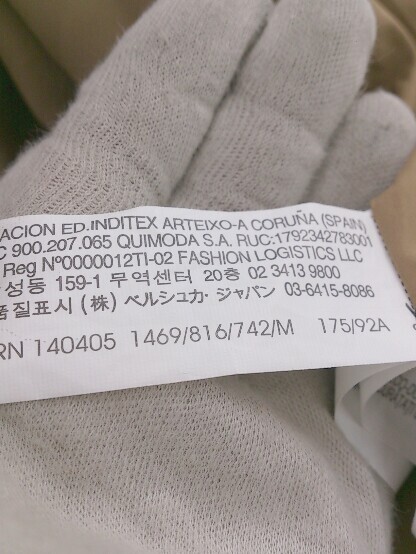 ACION ED.INDITEX ARTEIXO-A CORUÑA (SPAIN)
C 900.207.065 QUIMODA S.A. RUC:1792342783001
Reg Nº0000012TI-02 FASHION LOGISTICS LLC
성동 159-1 무역센터 20층 02 3413 9800
품질표시 (株) ベルシュカ・ジャパン 03-6415-8086
RN 140405 1469/816/742/M 175/92A